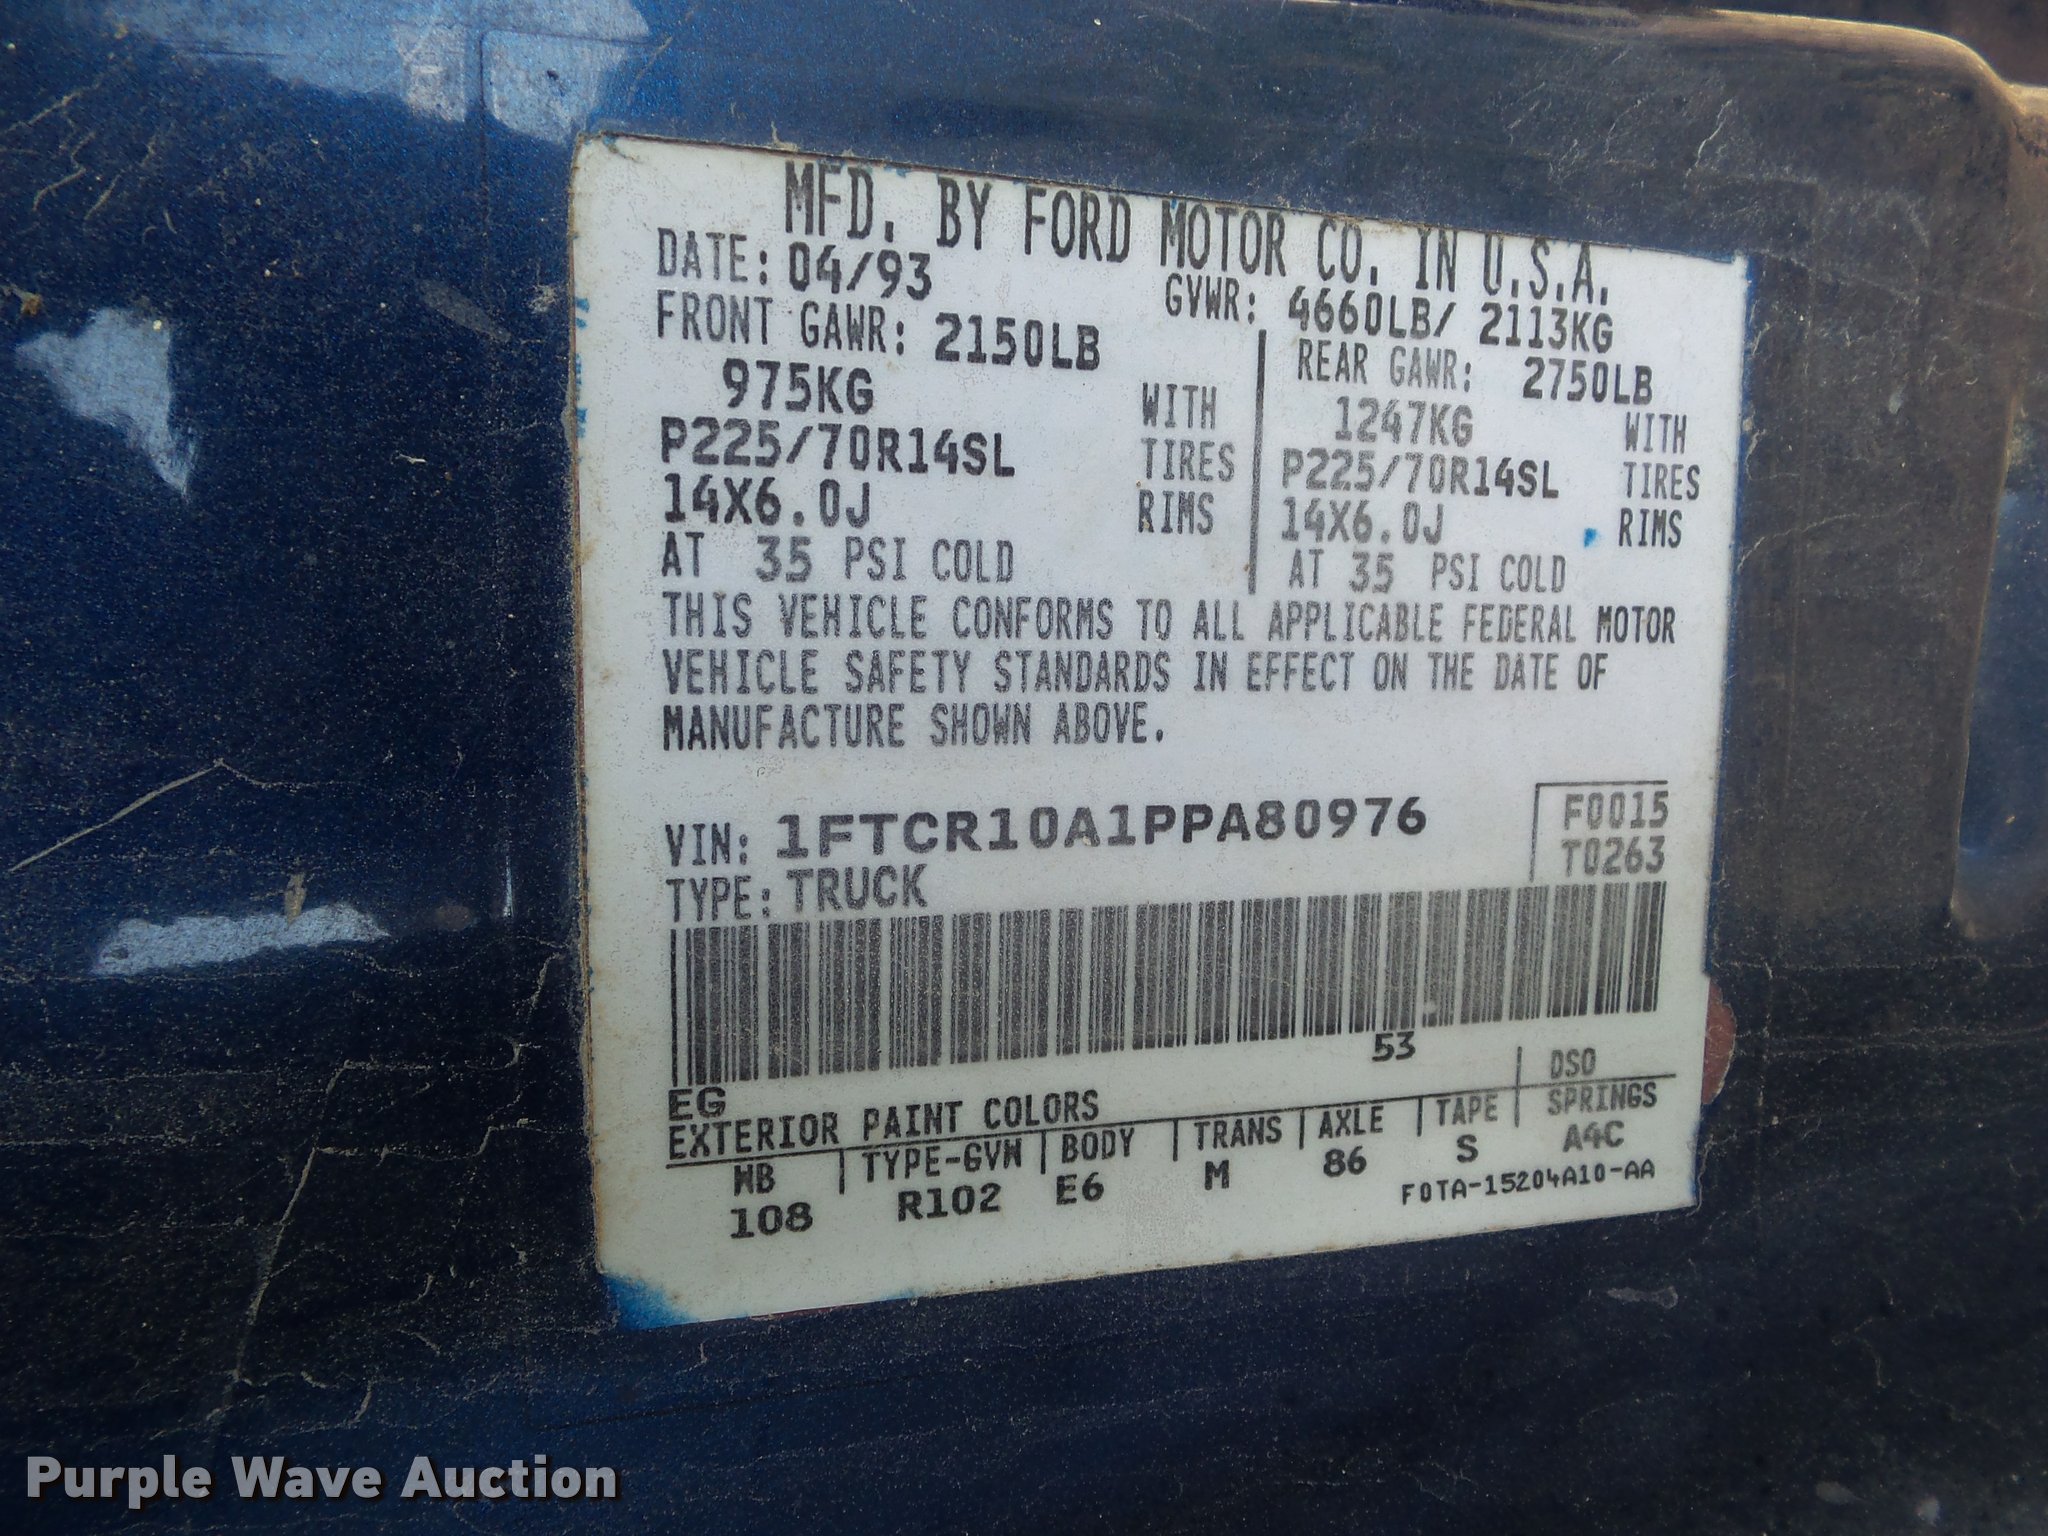 MFD. BY FORD MOTOR CO. IN U.S.A.
DATE: 04/93 GVWR: 4660LB/ 2113KG
FRONT GAWR: 2150LB REAR GAWR: 2750LB
975KG WITH 1247KG WITH
P225/70R14SL TIRES P225/70R14SL TIRES
14X6.0J RIMS 14X6.0J RIMS
AT 35 PSI COLD AT 35 PSI COLD
THIS VEHICLE CONFORMS TO ALL APPLICABLE FEDERAL MOTOR
VEHICLE SAFETY STANDARDS IN EFFECT ON THE DATE OF
MANUFACTURE SHOWN ABOVE.
VIN: 1FTCR10A1PPA80976 F0015
TYPE: TRUCK T0263
EG 53 DSO
EXTERIOR PAINT COLORS
WB TYPE-GVM BODY TRANS AXLE TAPE SPRINGS
108 R102 E6 M 86 S A4C
F0TA-15204A10-AA
Purple Wave Auction